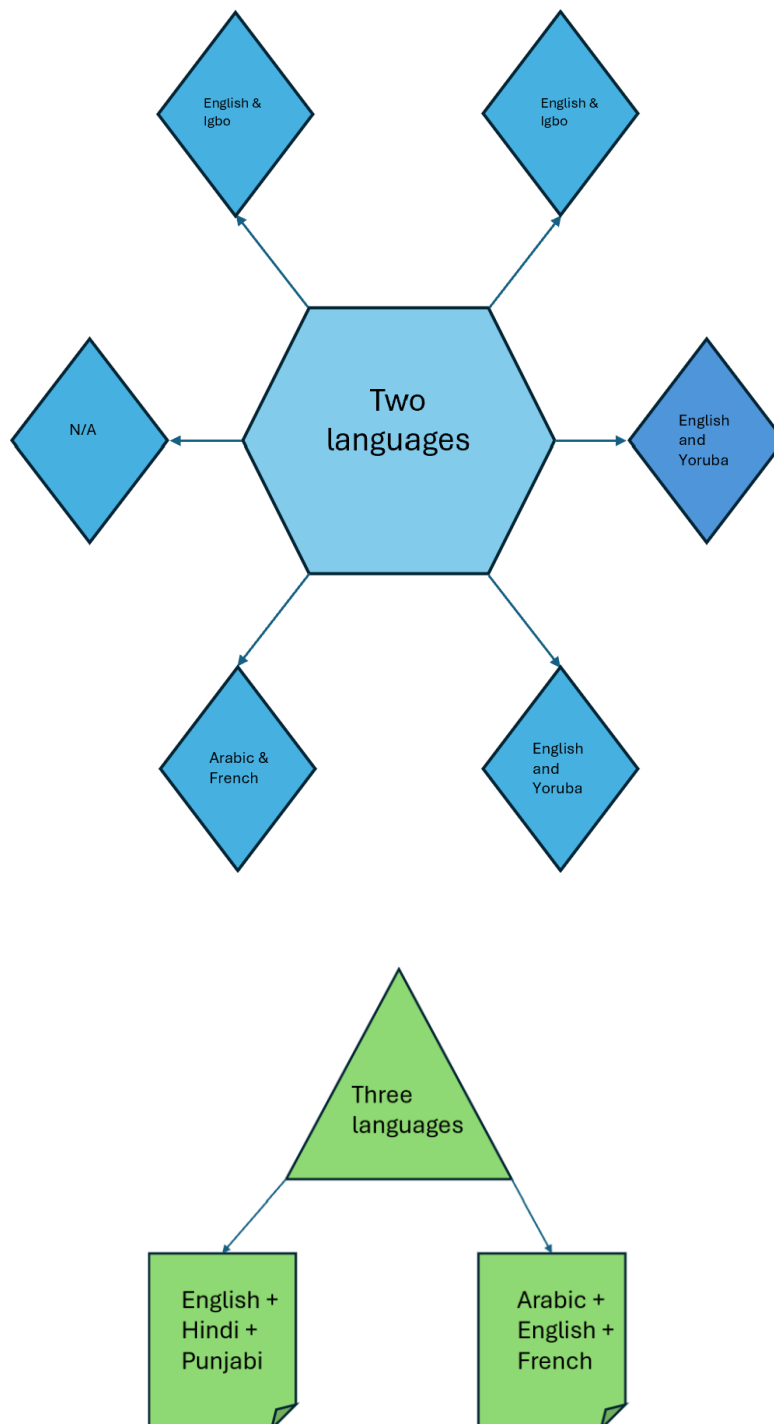 English &
Igbo
English &
Igbo
Two
languages
N/A
English
and
Yoruba
Arabic &
French
English
and
Yoruba
Three
languages
English +
Hindi +
Punjabi
Arabic +
English +
French